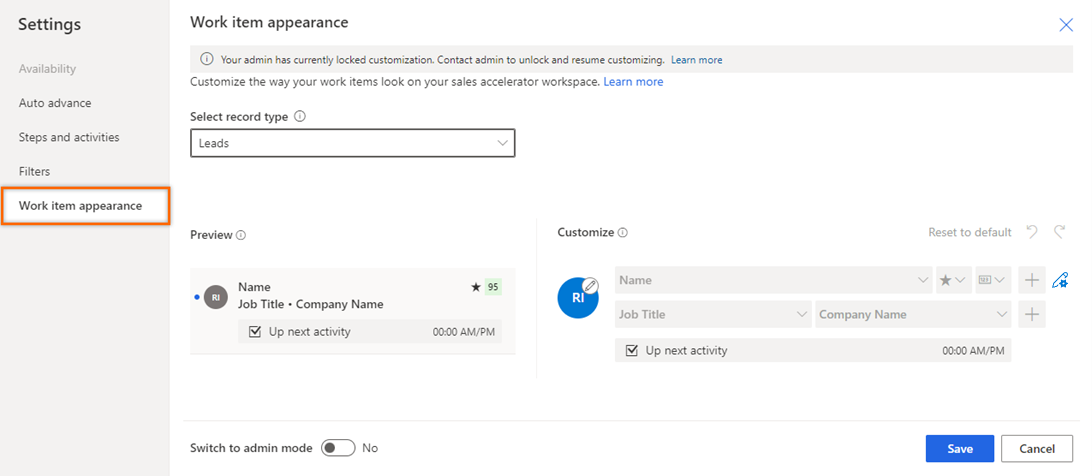 Settings
Availability
Auto advance
Steps and activities
Filters
Work item appearance
Work item appearance
Your admin has currently locked customization. Contact admin to unlock and resume customizing. Learn more
Customize the way your work items look on your sales accelerator workspace. Learn more
Select record type
Leads
Preview
RI
Name
95
Job Title • Company Name
Up next activity 00:00 AM/PM
Customize
Reset to default
RI
Name
Job Title
Company Name
Up next activity 00:00 AM/PM
Switch to admin mode
No
Save
Cancel